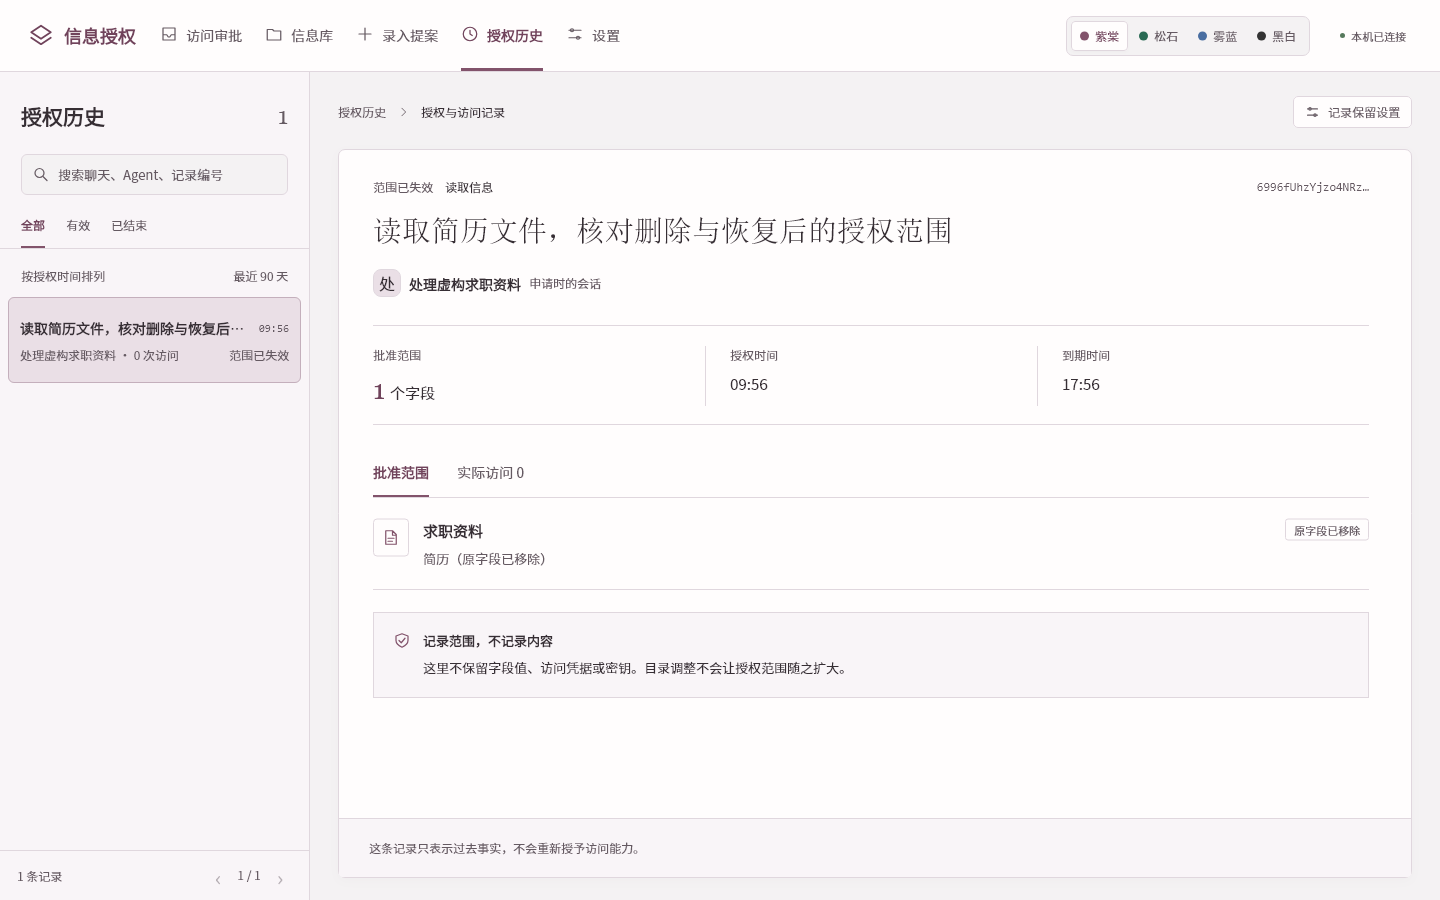 信息授权
访问审批
信息库
录入提案
授权历史
设置
紫棠
松石
雾蓝
黑白
本机已连接
授权历史
1
搜索聊天、Agent、记录编号
全部
有效
已结束
按授权时间排列
最近 90 天
读取简历文件，核对删除与恢复后…
09:56
处理虚构求职资料 · 0 次访问
范围已失效
1 条记录
1 / 1
授权历史
授权与访问记录
记录保留设置
范围已失效 读取信息
6996fUhzYjzo4NRz…
读取简历文件，核对删除与恢复后的授权范围
处
处理虚构求职资料
申请时的会话
批准范围
1 个字段
授权时间
09:56
到期时间
17:56
批准范围
实际访问 0
求职资料
简历（原字段已移除）
原字段已移除
记录范围，不记录内容
这里不保留字段值、访问凭据或密钥。目录调整不会让授权范围随之扩大。
这条记录只表示过去事实，不会重新授予访问能力。